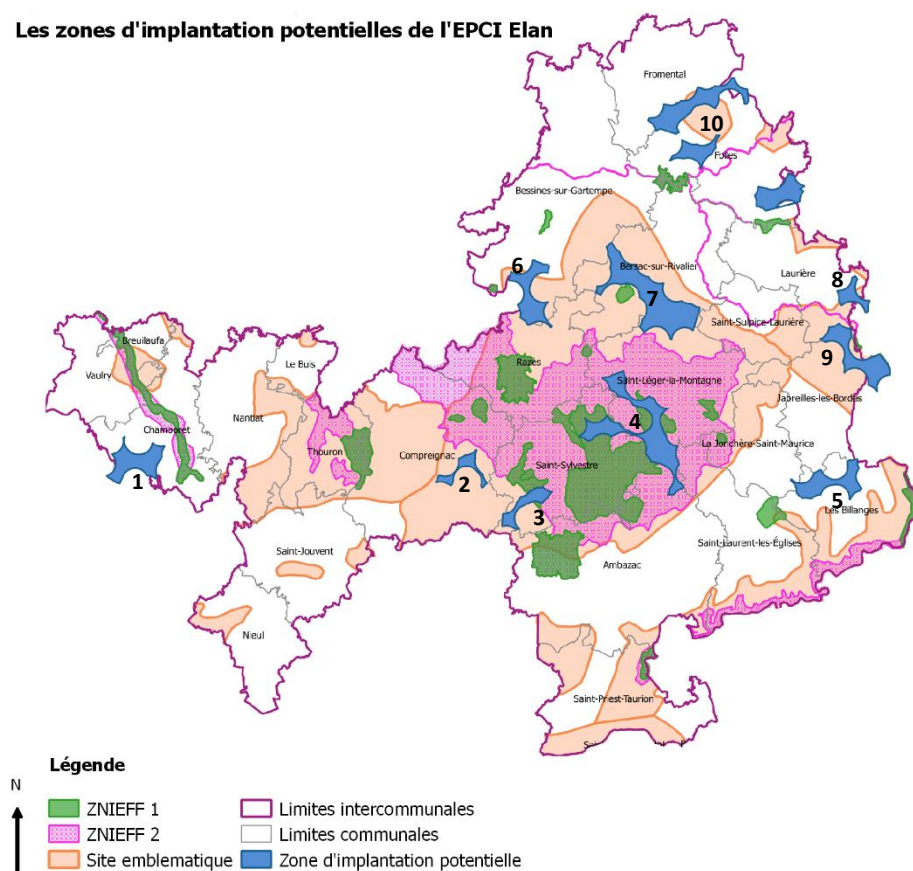 Les zones d'implantation potentielles de l'EPCI Elan
Fromental
10
Folles
Bessines-sur-Gartempe
6
Bersac-sur-Rivalier
Laurière
8
7
Saint-Sulpice-Laurière
Breuilaufa
Le Buis
Razes
9
Vaulry
Saint-Léger-la-Montagne
Jabreilles-les-Bordes
Nantiat
Chamboret
4
La Jonchère-Saint-Maurice
Thouron
Compreignac
Saint-Sylvestre
1
2
5
3
Les Billanges
Saint-Jouvent
Ambazac
Saint-Laurent-les-Églises
Nieul
Saint-Priest-Taurion
Légende
N
ZNIEFF 1
Limites intercommunales
ZNIEFF 2
Limites communales
Site emblematique
Zone d'implantation potentielle